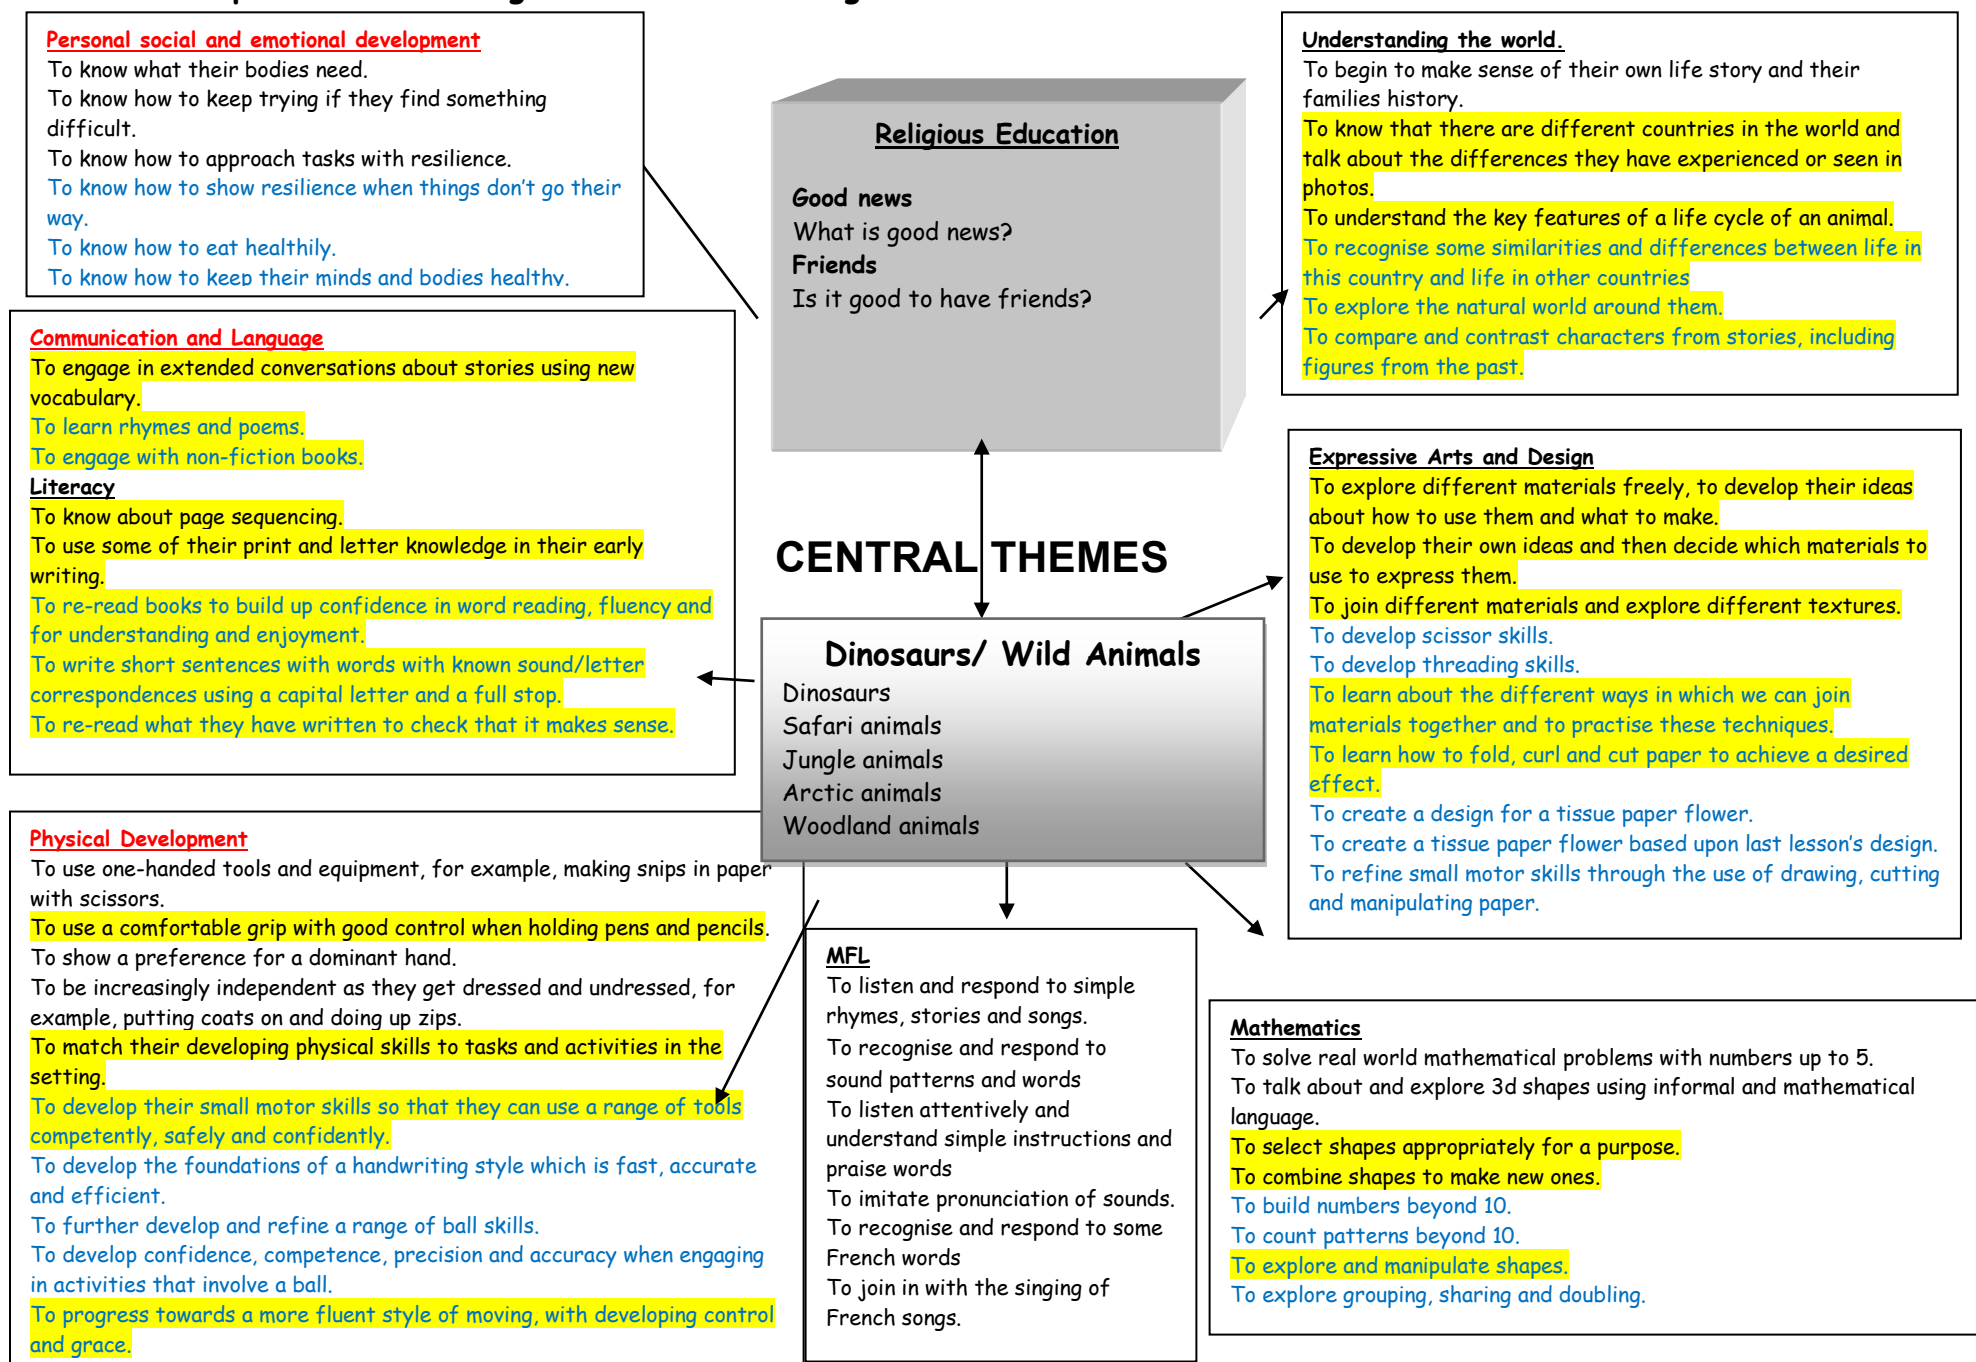 Personal social and emotional development
To know what their bodies need.
To know how to keep trying if they find something
difficult.
To know how to approach tasks with resilience.
To know how to show resilience when things don't go their
way.
To know how to eat healthily.
To know how to keep their minds and bodies healthy.
Religious Education
Good news
What is good news?
Friends
Is it good to have friends?
Understanding the world.
To begin to make sense of their own life story and their
families history.
To know that there are different countries in the world and
talk about the differences they have experienced or seen in
photos.
To understand the key features of a life cycle of an animal.
To recognise some similarities and differences between life in
this country and life in other countries
To explore the natural world around them.
To compare and contrast characters from stories, including
figures from the past.
Communication and Language
To engage in extended conversations about stories using new
vocabulary.
To learn rhymes and poems.
To engage with non-fiction books.
Literacy
To know about page sequencing.
To use some of their print and letter knowledge in their early
writing.
To re-read books to build up confidence in word reading, fluency and
for understanding and enjoyment.
To write short sentences with words with known sound/letter
correspondences using a capital letter and a full stop.
To re-read what they have written to check that it makes sense.
CENTRAL THEMES
Dinosaurs/ Wild Animals
Dinosaurs
Safari animals
Jungle animals
Arctic animals
Woodland animals
Expressive Arts and Design
To explore different materials freely, to develop their ideas
about how to use them and what to make.
To develop their own ideas and then decide which materials to
use to express them.
To join different materials and explore different textures.
To develop scissor skills.
To develop threading skills.
To learn about the different ways in which we can join
materials together and to practise these techniques.
To learn how to fold, curl and cut paper to achieve a desired
effect.
To create a design for a tissue paper flower.
To create a tissue paper flower based upon last lesson's design.
To refine small motor skills through the use of drawing, cutting
and manipulating paper.
Physical Development
To use one-handed tools and equipment, for example, making snips in paper
with scissors.
To use a comfortable grip with good control when holding pens and pencils.
To show a preference for a dominant hand.
To be increasingly independent as they get dressed and undressed, for
example, putting coats on and doing up zips.
To match their developing physical skills to tasks and activities in the
setting.
To develop their small motor skills so that they can use a range of tools
competently, safely and confidently.
To develop the foundations of a handwriting style which is fast, accurate
and efficient.
To further develop and refine a range of ball skills.
To develop confidence, competence, precision and accuracy when engaging
in activities that involve a ball.
To progress towards a more fluent style of moving, with developing control
and grace.
MFL
To listen and respond to simple
rhymes, stories and songs.
To recognise and respond to
sound patterns and words
To listen attentively and
understand simple instructions and
praise words
To imitate pronunciation of sounds.
To recognise and respond to some
French words
To join in with the singing of
French songs.
Mathematics
To solve real world mathematical problems with numbers up to 5.
To talk about and explore 3d shapes using informal and mathematical
language.
To select shapes appropriately for a purpose.
To combine shapes to make new ones.
To build numbers beyond 10.
To count patterns beyond 10.
To explore and manipulate shapes.
To explore grouping, sharing and doubling.